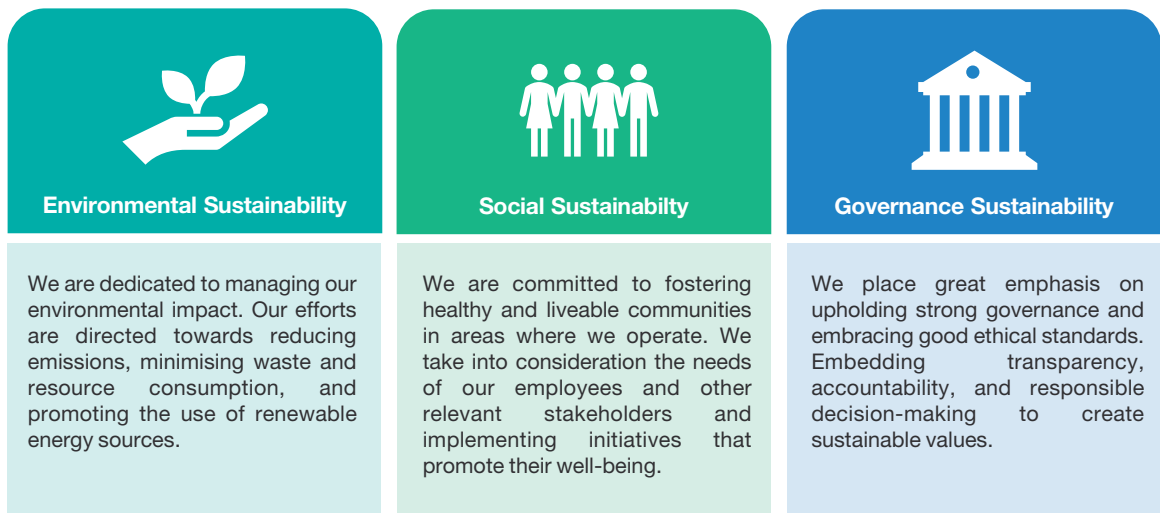 Environmental Sustainability
We are dedicated to managing our
environmental impact. Our efforts
are directed towards reducing
emissions, minimising waste and
resource consumption, and
promoting the use of renewable
energy sources.
Social Sustainabilty
We are committed to fostering
healthy and liveable communities
in areas where we operate. We
take into consideration the needs
of our employees and other
relevant stakeholders and
implementing initiatives that
promote their well-being.
Governance Sustainability
We place great emphasis on
upholding strong governance and
embracing good ethical standards.
Embedding transparency,
accountability, and responsible
decision-making to create
sustainable values.